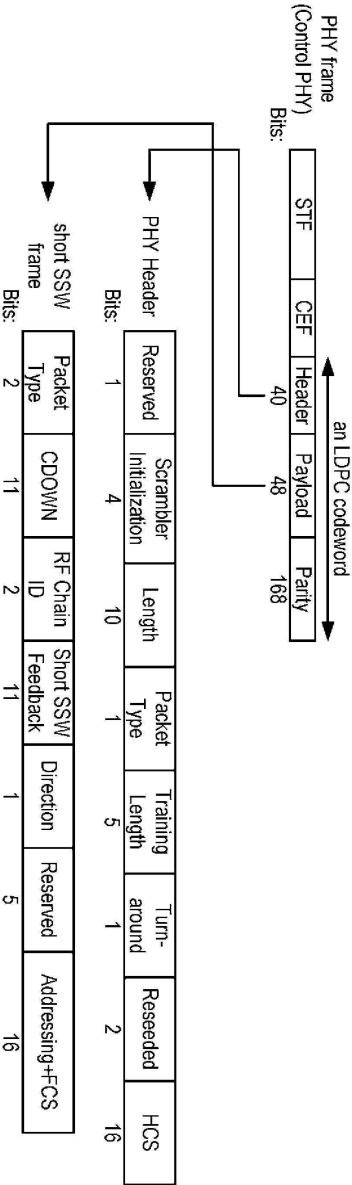 PHY frame
(Control PHY)
STF
CEF
Header
Payload
Parity
an LDPC codeword
Bits:
40
48
168
PHY Header
Reserved
Scrambler
Initialization
Length
Packet
Type
Training
Length
Turn-
around
Reseeded
HCS
Bits:
1
4
10
1
5
1
2
16
short SSW
frame
Packet
Type
CDOWN
RF Chain
ID
Short SSW
Feedback
Direction
Reserved
Addressing+FCS
Bits:
2
11
2
11
1
5
16